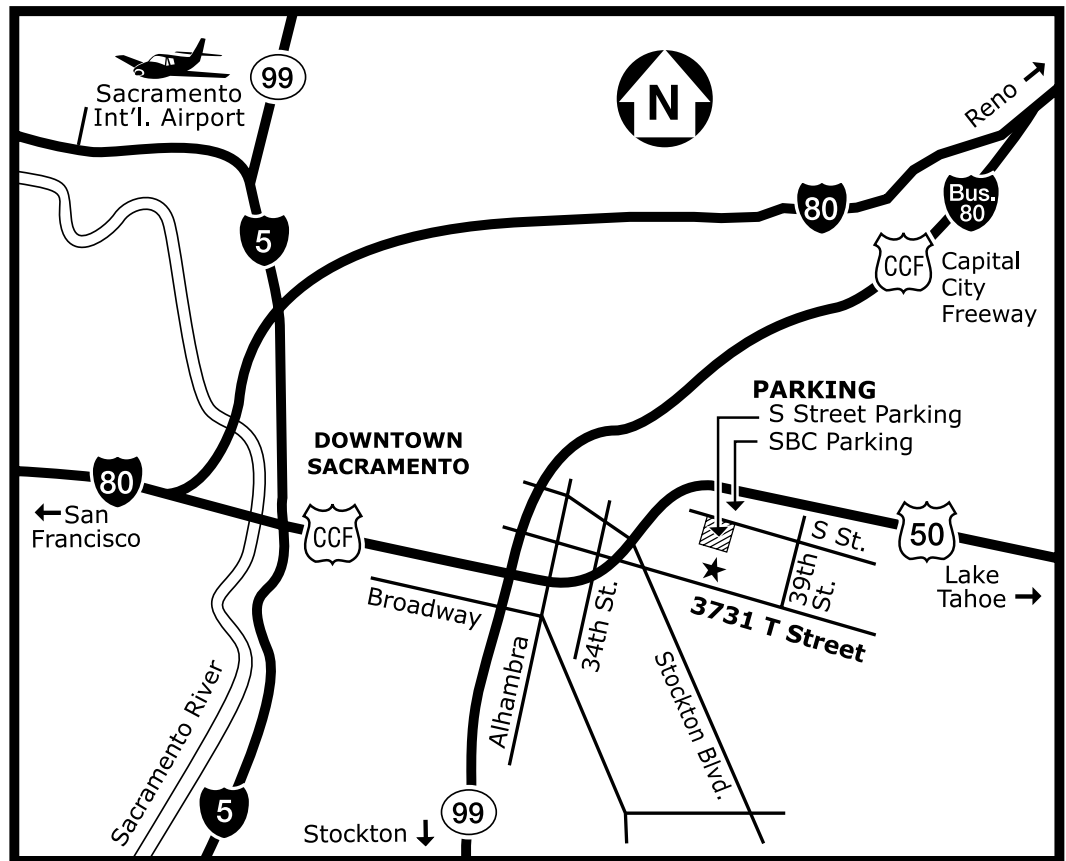 99
Sacramento
Int'l. Airport
N
Reno
5
80
Bus.
80
CCF
Capital
City
Freeway
PARKING
S Street Parking
SBC Parking
DOWNTOWN
SACRAMENTO
80
San
Francisco
CCF
50
S St.
39th
St.
Lake
Tahoe
Broadway
34th St.
3731 T Street
Alhambra
Stockton Blvd.
Sacramento River
5
99
Stockton